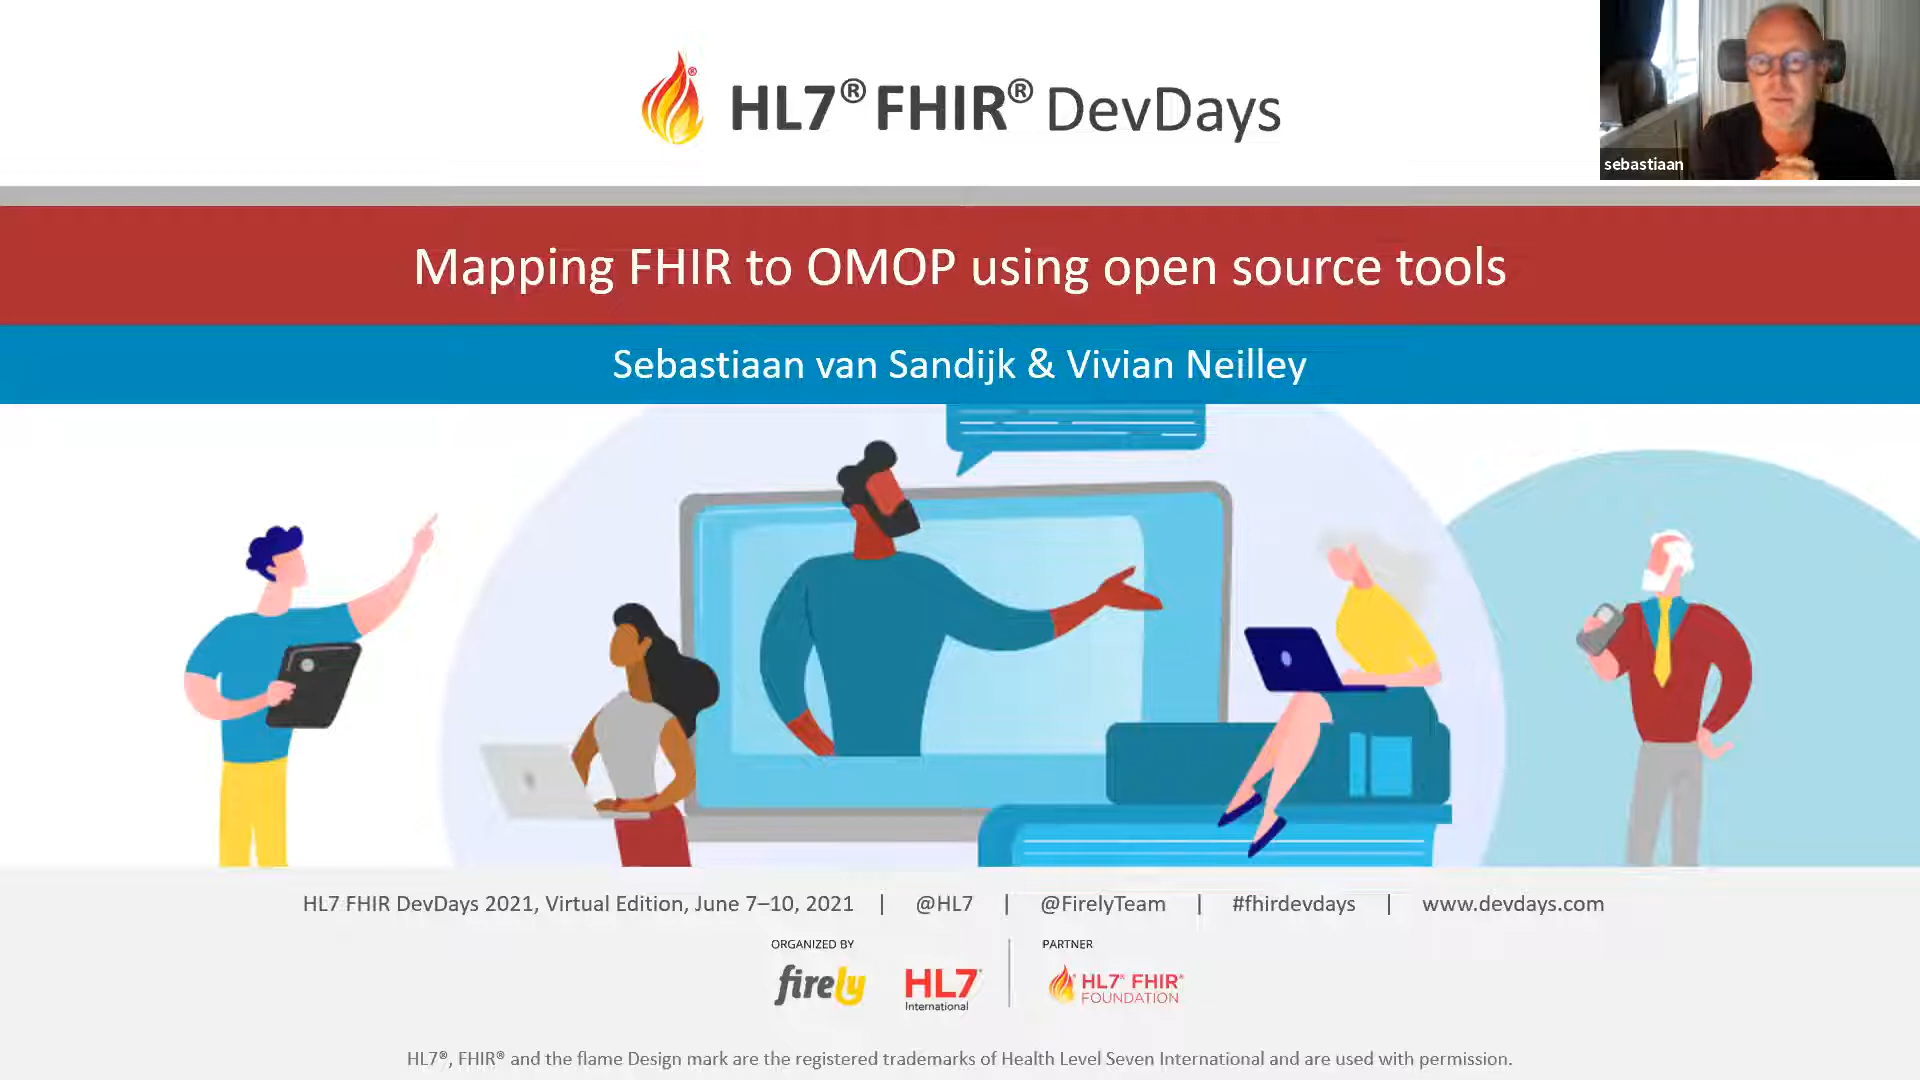 HL7® FHIR® DevDays
sebastiaan
Mapping FHIR to OMOP using open source tools
Sebastiaan van Sandijk & Vivian Neilley
HL7 FHIR DevDays 2021, Virtual Edition, June 7–10, 2021 | @HL7 | @FirelyTeam | #fhirdevdays | www.devdays.com
ORGANIZED BY
PARTNER
firely
HL7®
International
HL7® FHIR®
FOUNDATION
HL7®, FHIR® and the flame Design mark are the registered trademarks of Health Level Seven International and are used with permission.